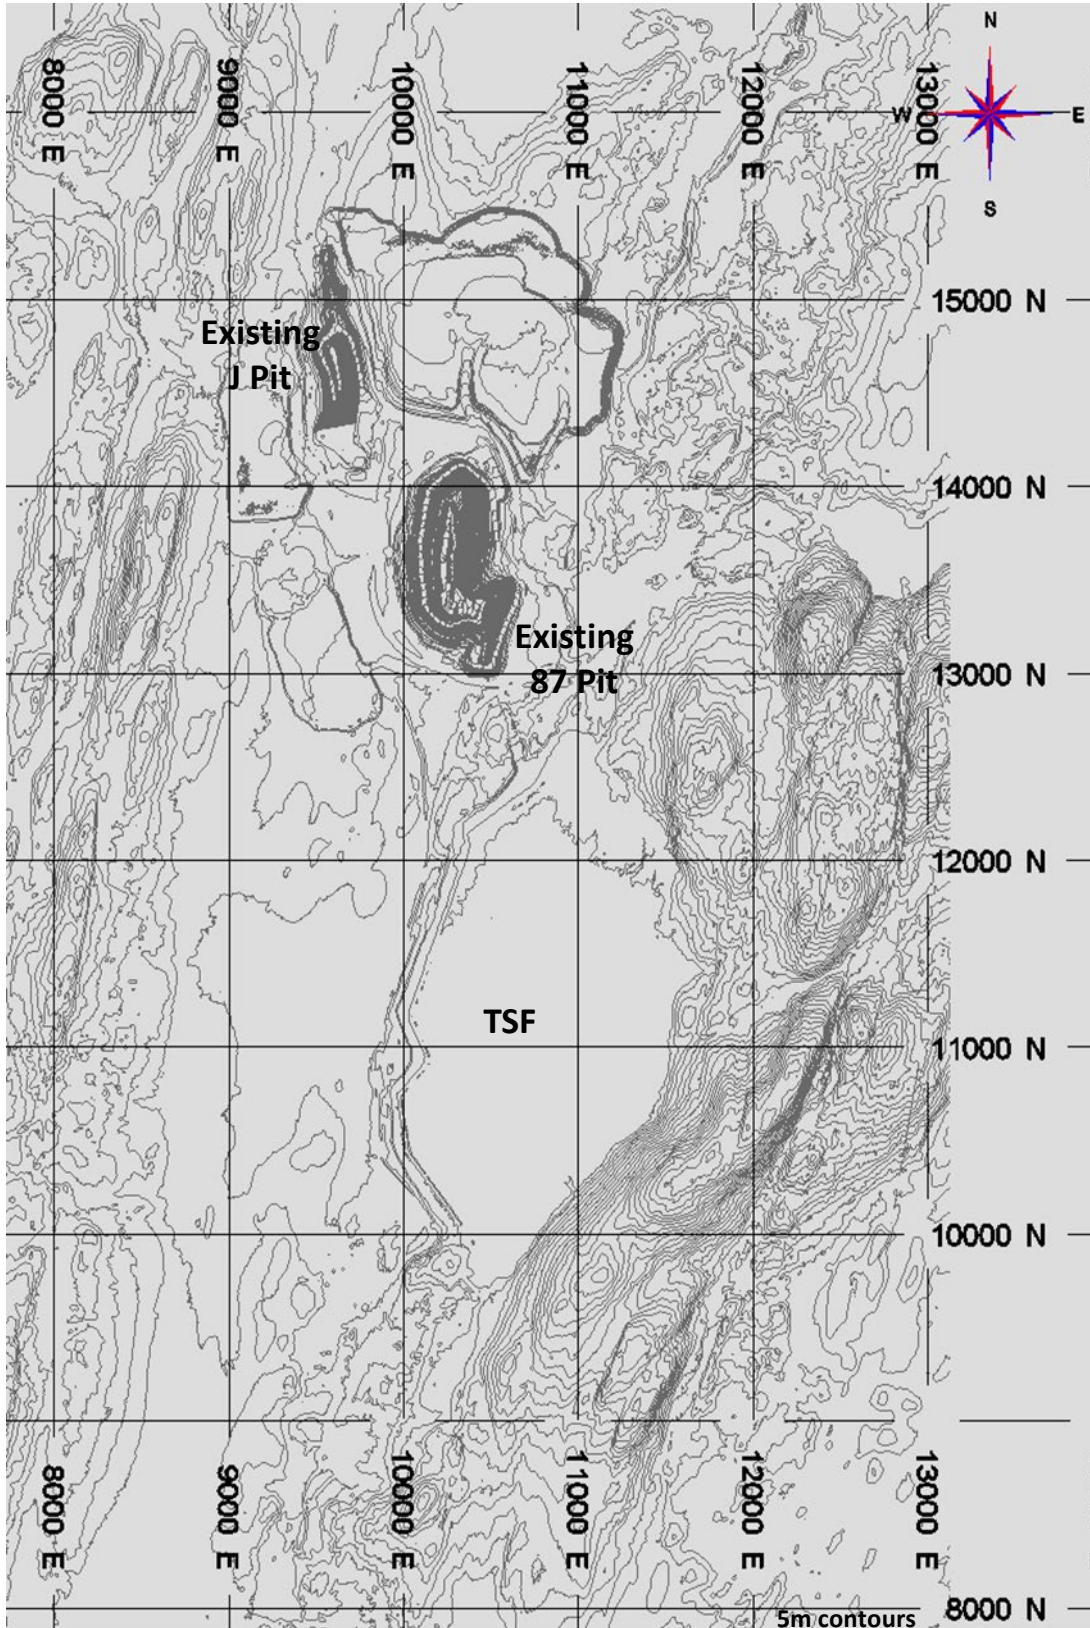 N
W E
S
8000 E
9000 E
10000 E
11000 E
12000 E
13000 E
15000 N
Existing
J Pit
14000 N
Existing
87 Pit
13000 N
12000 N
TSF
11000 N
10000 N
8000 E
9000 E
10000 E
11000 E
12000 E
13000 E
8000 N
5m contours